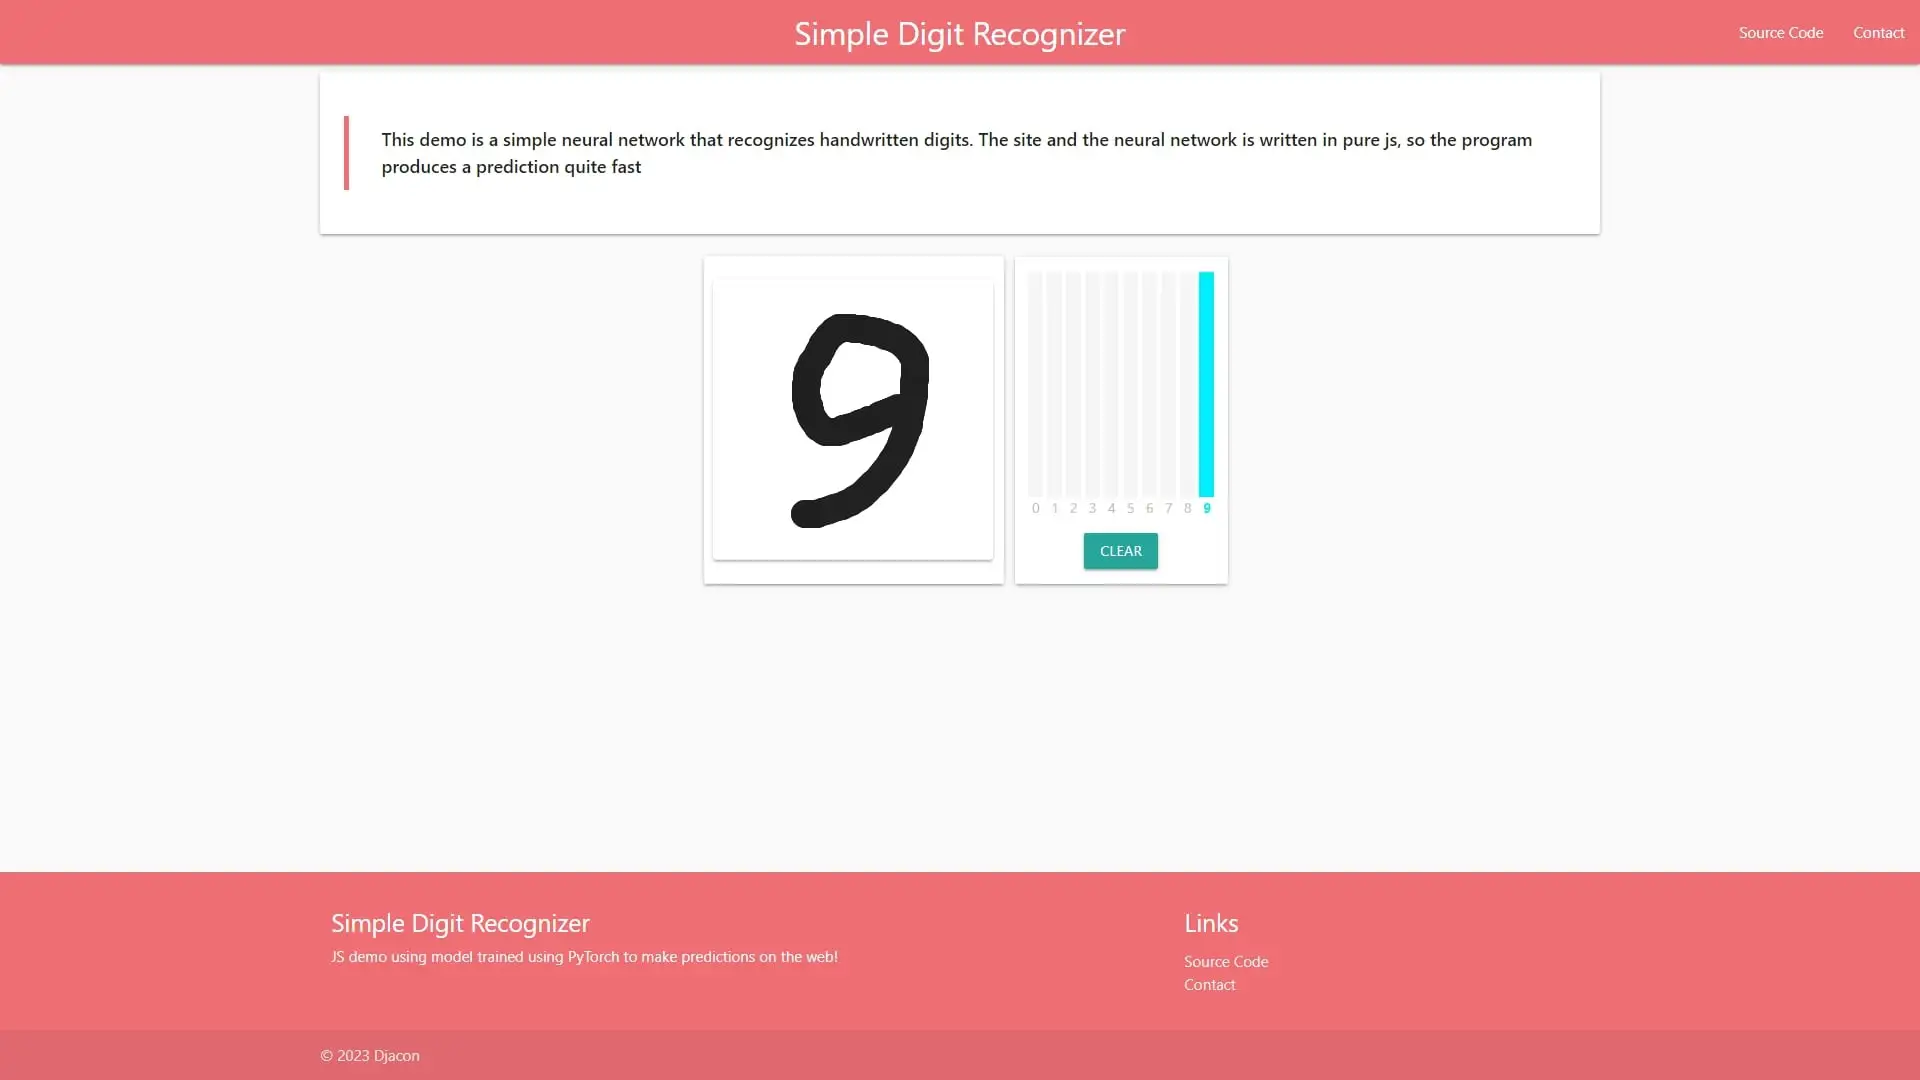 Simple Digit Recognizer
Source Code
Contact
This demo is a simple neural network that recognizes handwritten digits. The site and the neural network is written in pure js, so the program
produces a prediction quite fast
9
0 1 2 3 4 5 6 7 8 9
CLEAR
Simple Digit Recognizer
JS demo using model trained using PyTorch to make predictions on the web!
Links
Source Code
Contact
© 2023 Djacon